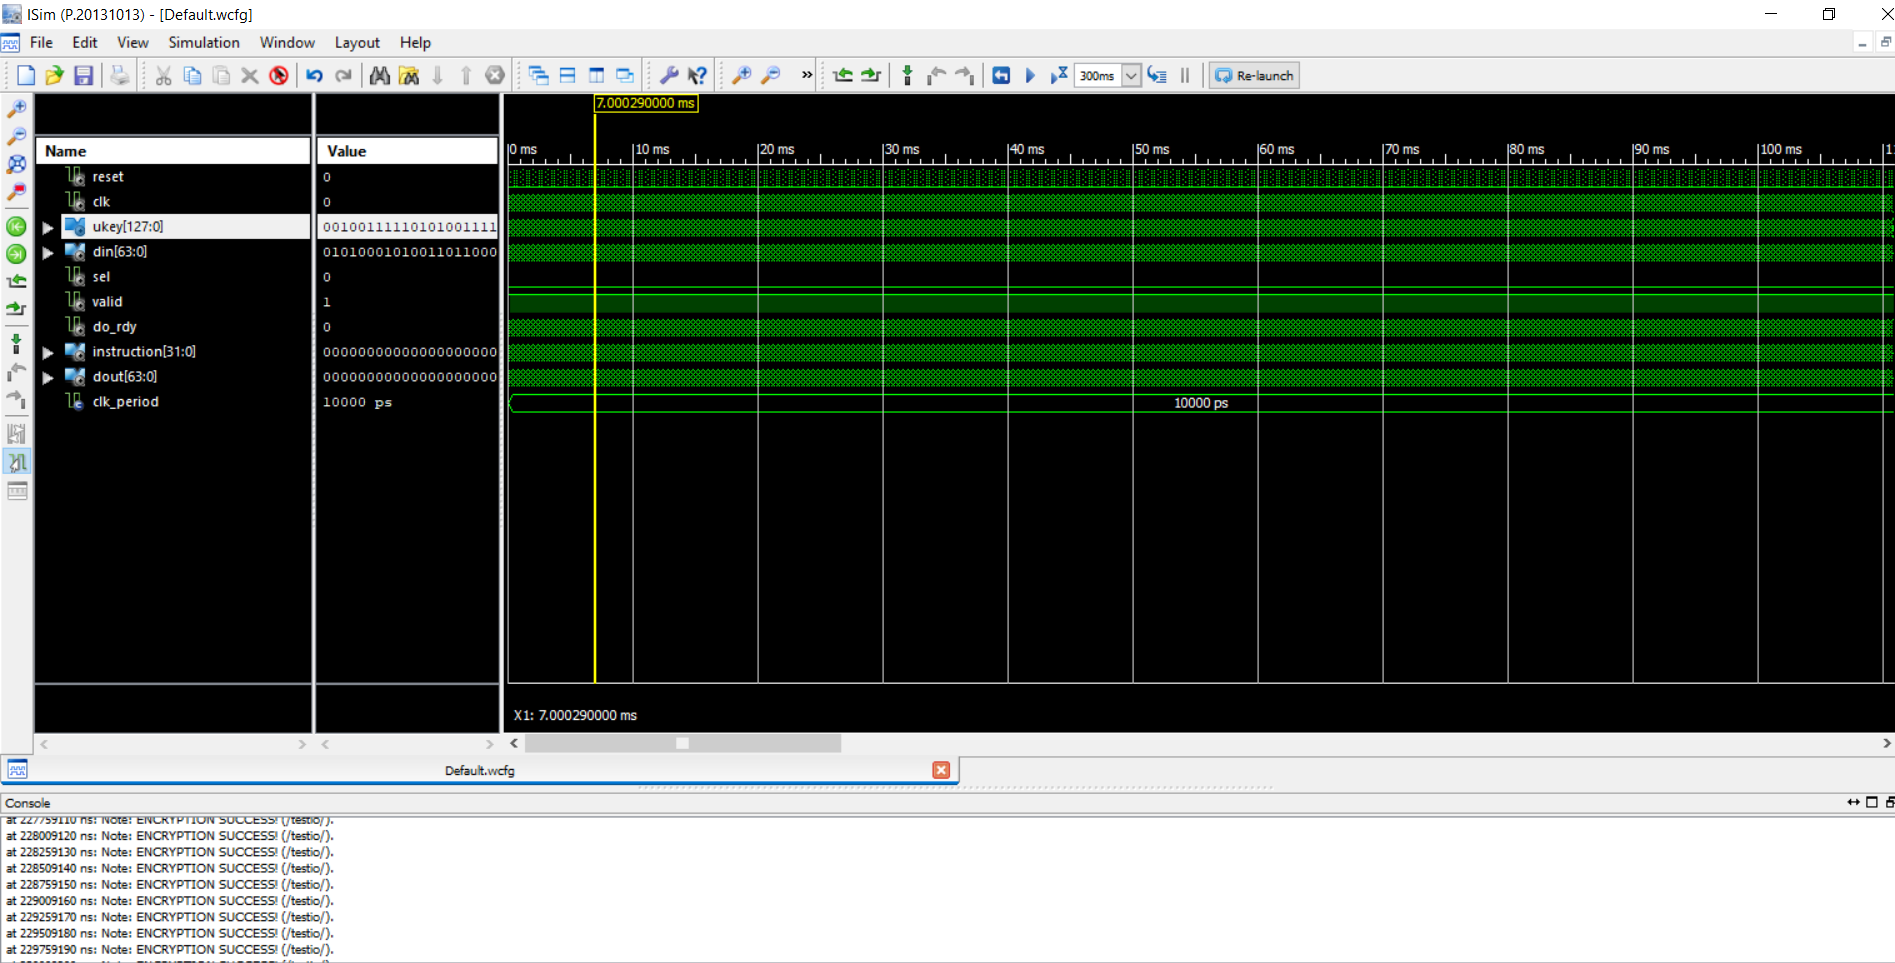 ISim (P.20131013) - [Default.wcfg]
File Edit View Simulation Window Layout Help
» 300ms Re-launch
7.000290000 ms
Name Value 0 ms 10 ms 20 ms 30 ms 40 ms 50 ms 60 ms 70 ms 80 ms 90 ms 100 ms
reset 0
clk 0
ukey[127:0] 001001111101010011111
din[63:0] 010100010100110110000
sel 0
valid 1
do_rdy 0
instruction[31:0] 000000000000000000000
dout[63:0] 000000000000000000000
clk_period 10000 ps 10000 ps
X1: 7.000290000 ms
Default.wcfg
Console
at 227759110 ns: Note: ENCRYPTION SUCCESS! (/testio/).
at 228009120 ns: Note: ENCRYPTION SUCCESS! (/testio/).
at 228259130 ns: Note: ENCRYPTION SUCCESS! (/testio/).
at 228509140 ns: Note: ENCRYPTION SUCCESS! (/testio/).
at 228759150 ns: Note: ENCRYPTION SUCCESS! (/testio/).
at 229009160 ns: Note: ENCRYPTION SUCCESS! (/testio/).
at 229259170 ns: Note: ENCRYPTION SUCCESS! (/testio/).
at 229509180 ns: Note: ENCRYPTION SUCCESS! (/testio/).
at 229759190 ns: Note: ENCRYPTION SUCCESS! (/testio/).